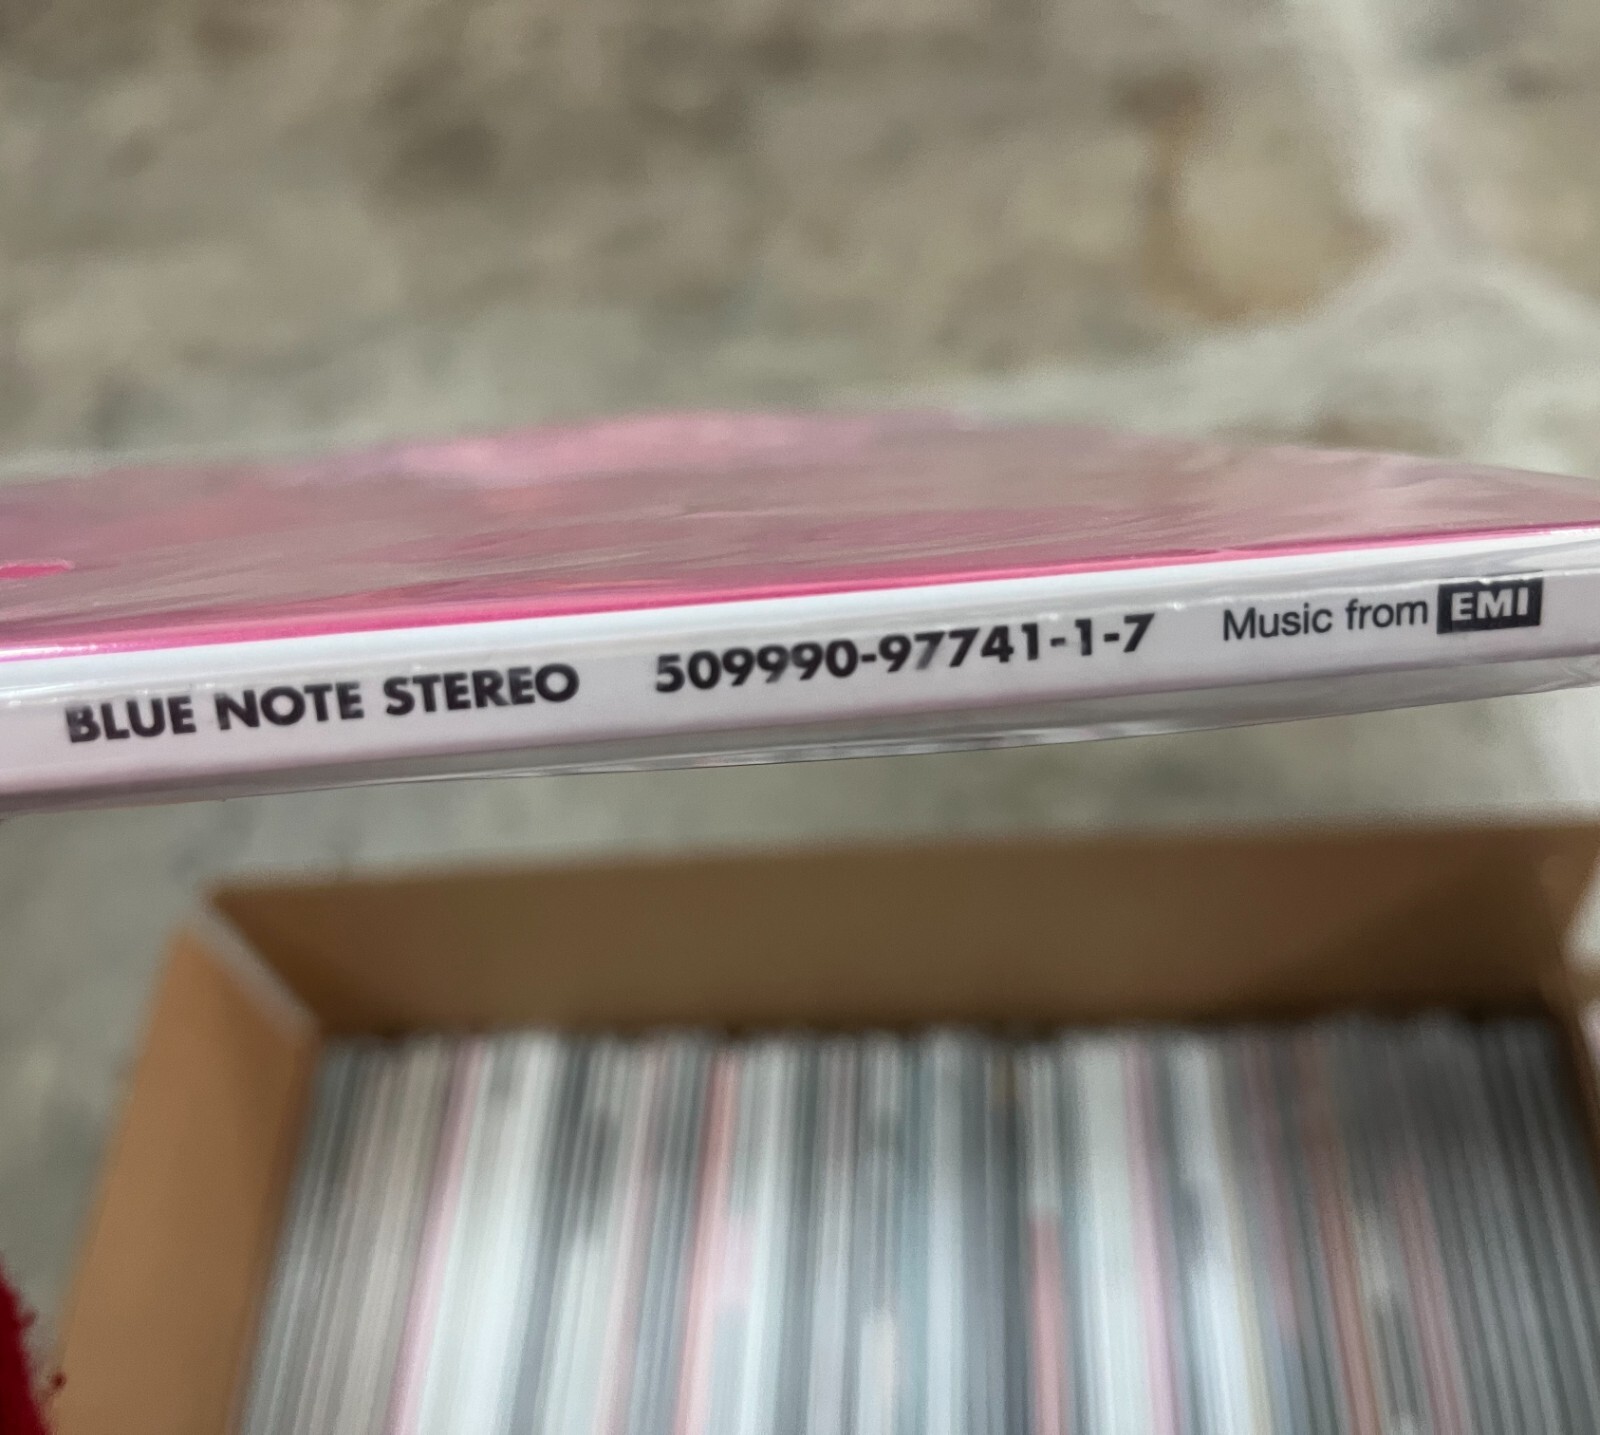 BLUE NOTE STEREO 509990-97741-1-7 Music from EMI